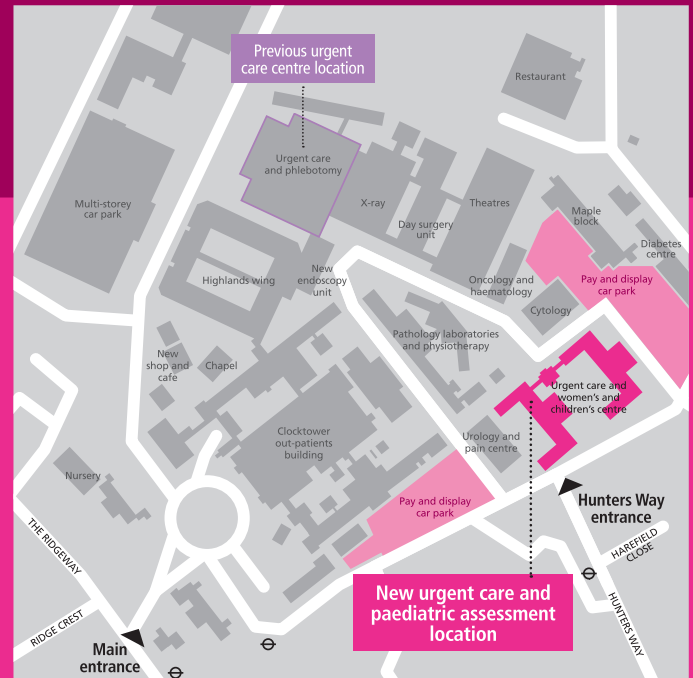 Previous urgent
care centre location
Restaurant
Urgent care
and phlebotomy
Multi-storey
car park
X-ray
Theatres
Day surgery
unit
Maple
block
Diabetes
centre
Highlands wing
New
endoscopy
unit
Oncology and
haematology
Pay and display
car park
Cytology
Pathology laboratories
and physiotherapy
New
shop and
cafe
Chapel
Urgent care and
women's and
children's centre
Clocktower
out-patients
building
Urology and
pain centre
Nursery
Pay and display
car park
Hunters Way
entrance
THE RIDGEWAY
HAREFIELD
CLOSE
New urgent care and
paediatric assessment
location
HUNTERS WAY
RIDGE CREST
Main
entrance